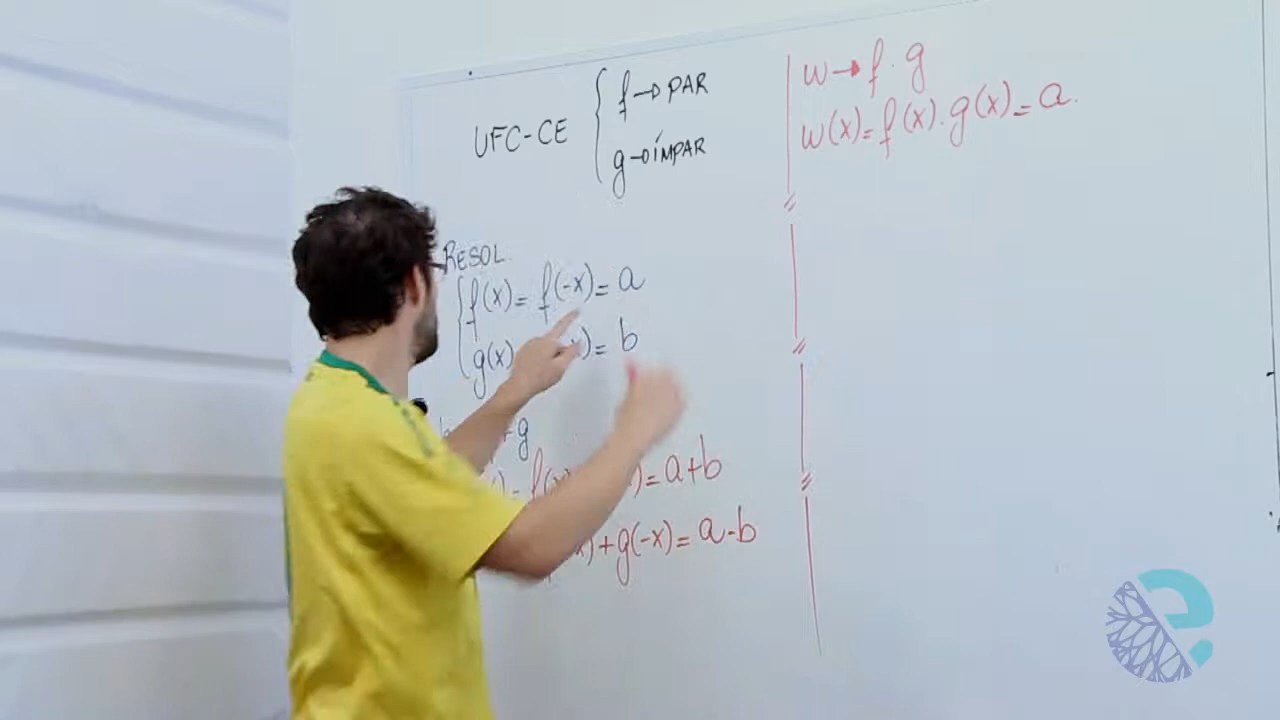 UFC-CE
f→PAR
g→ÍMPAR
RESOL.
f(x)= f(-x)= a
g(x) x)= b
+g
f(x) )= a+b
x)+g(-x)= a-b
w→f.g
w(x)= f(x).g(x)= a.